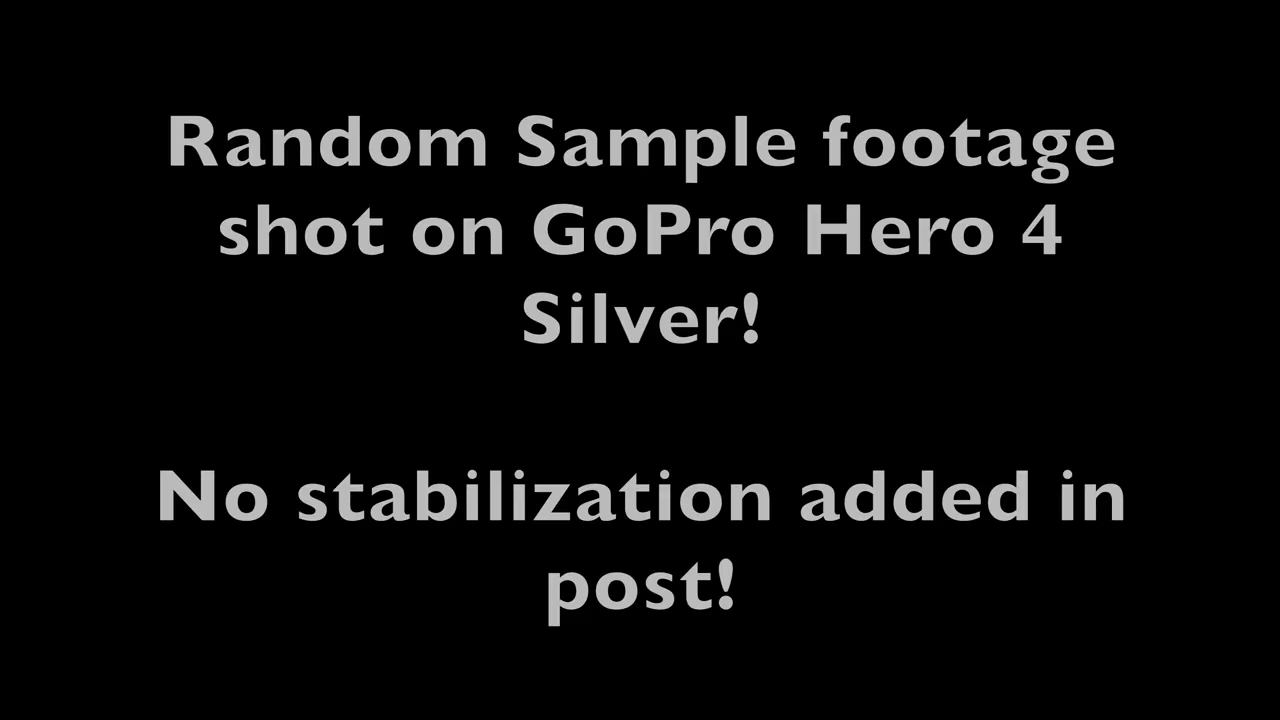 Random Sample footage
shot on GoPro Hero 4
Silver!
No stabilization added in
post!